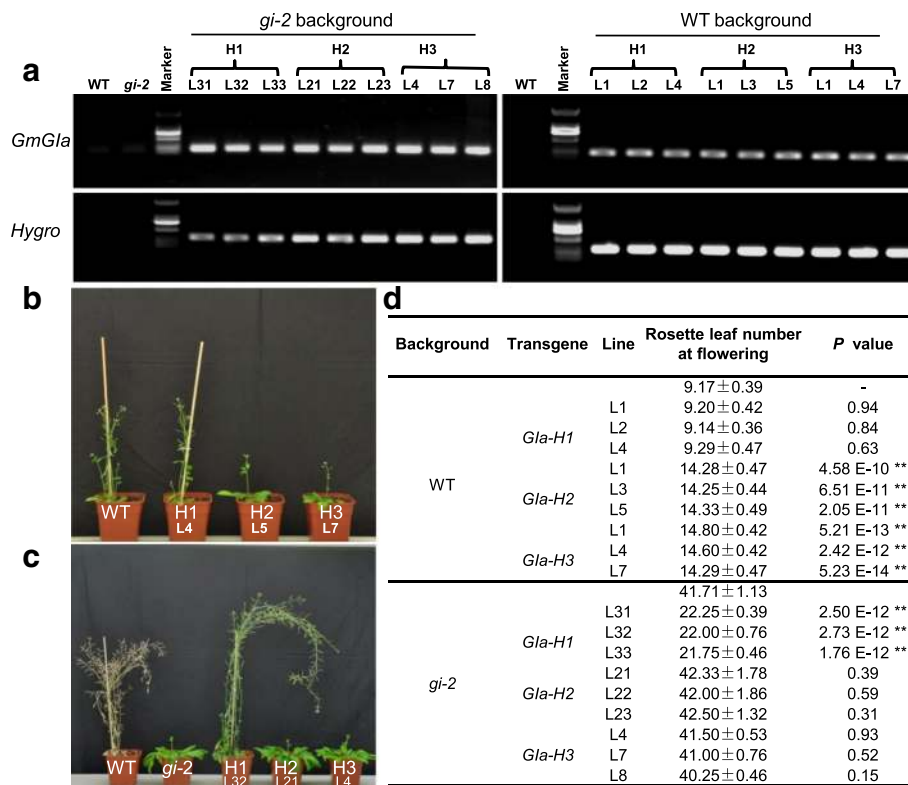 gi-2 background
WT background
a
WT gi-2 Marker H1 H2 H3
L31 L32 L33 L21 L22 L23 L4 L7 L8
WT Marker H1 H2 H3
L1 L2 L4 L1 L3 L5 L1 L4 L7
GmGIa
Hygro
b
WT H1 H2 H3
L4 L5 L7
c
WT gi-2 H1 H2 H3
L32 L21 L4
d
Background Transgene Line Rosette leaf number at flowering P value
9.17±0.39 -
L1 9.20±0.42 0.94
GIa-H1 L2 9.14±0.36 0.84
L4 9.29±0.47 0.63
L1 14.28±0.47 4.58 E-10 **
WT GIa-H2 L3 14.25±0.44 6.51 E-11 **
L5 14.33±0.49 2.05 E-11 **
L1 14.80±0.42 5.21 E-13 **
GIa-H3 L4 14.60±0.42 2.42 E-12 **
L7 14.29±0.47 5.23 E-14 **
41.71±1.13
L31 22.25±0.39 2.50 E-12 **
GIa-H1 L32 22.00±0.76 2.73 E-12 **
L33 21.75±0.46 1.76 E-12 **
L21 42.33±1.78 0.39
gi-2 GIa-H2 L22 42.00±1.86 0.59
L23 42.50±1.32 0.31
L4 41.50±0.53 0.93
GIa-H3 L7 41.00±0.76 0.52
L8 40.25±0.46 0.15